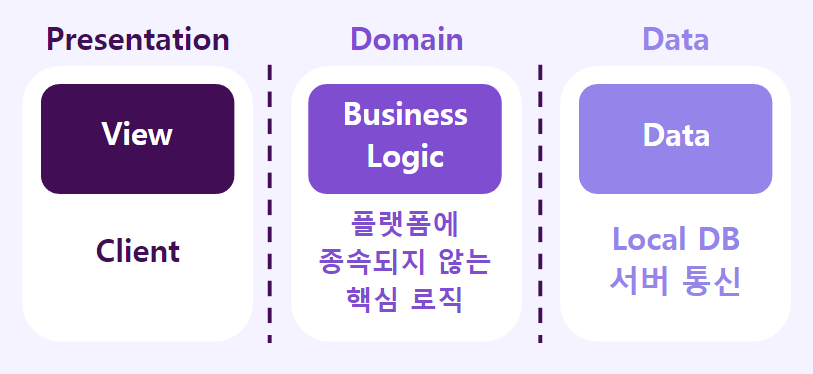 Presentation
Domain
Data
View
Business
Logic
Data
Client
플랫폼에
종속되지 않는
핵심 로직
Local DB
서버 통신